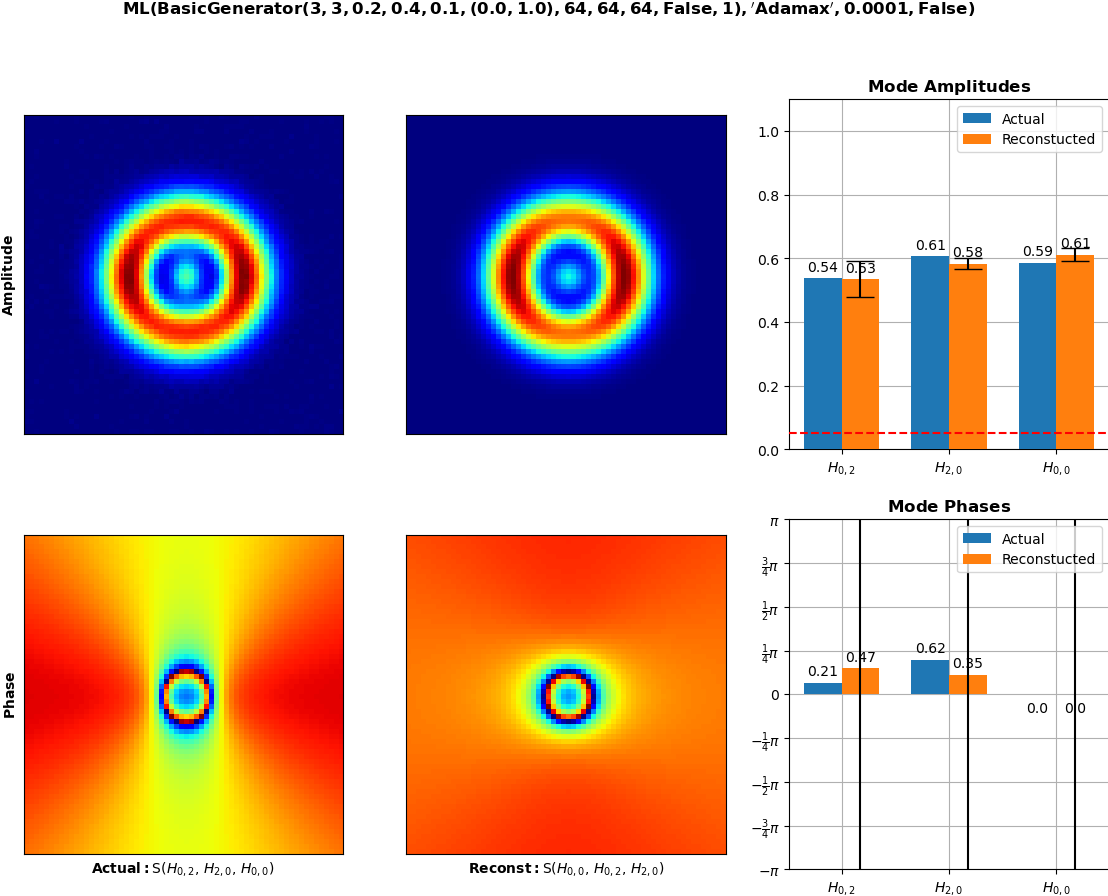 ML(BasicGenerator(3, 3, 0.2, 0.4, 0.1, (0.0, 1.0), 64, 64, 64, False, 1), ′Adamax′, 0.0001, False)
Mode Amplitudes
Actual
Reconstucted
1.0
0.8
0.6
0.4
0.2
0.0
0.54
0.53
0.61
0.58
0.59
0.61
H0,2
H2,0
H0,0
Amplitude
Mode Phases
Actual
Reconstucted
π
3/4π
1/2π
1/4π
0
−1/4π
−1/2π
−3/4π
−π
0.21
0.47
0.62
0.35
0.0
0.0
H0,2
H2,0
H0,0
Phase
Actual: S(H0,2, H2,0, H0,0)
Reconst: S(H0,0, H0,2, H2,0)